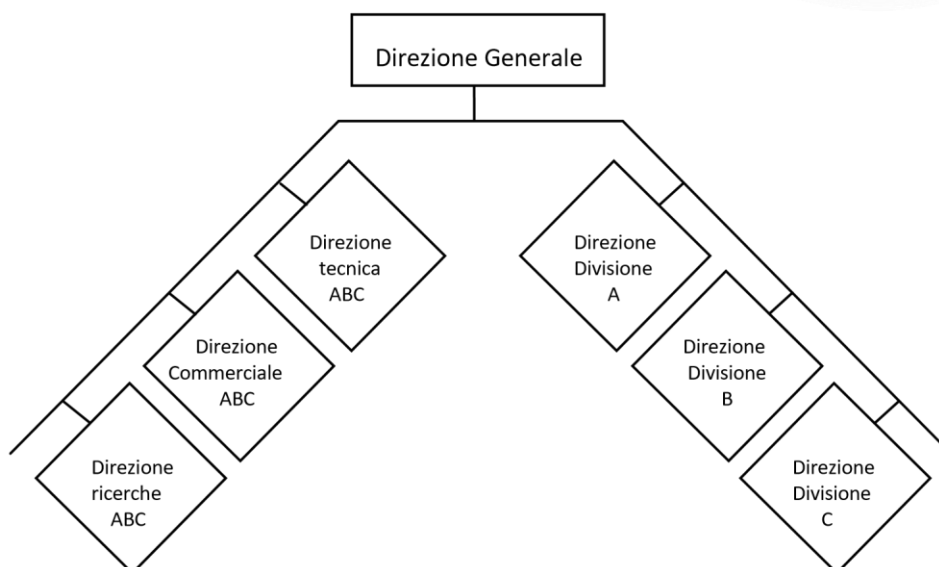 Direzione Generale
Direzione
tecnica
ABC
Direzione
Commerciale
ABC
Direzione
ricerche
ABC
Direzione
Divisione
A
Direzione
Divisione
B
Direzione
Divisione
C